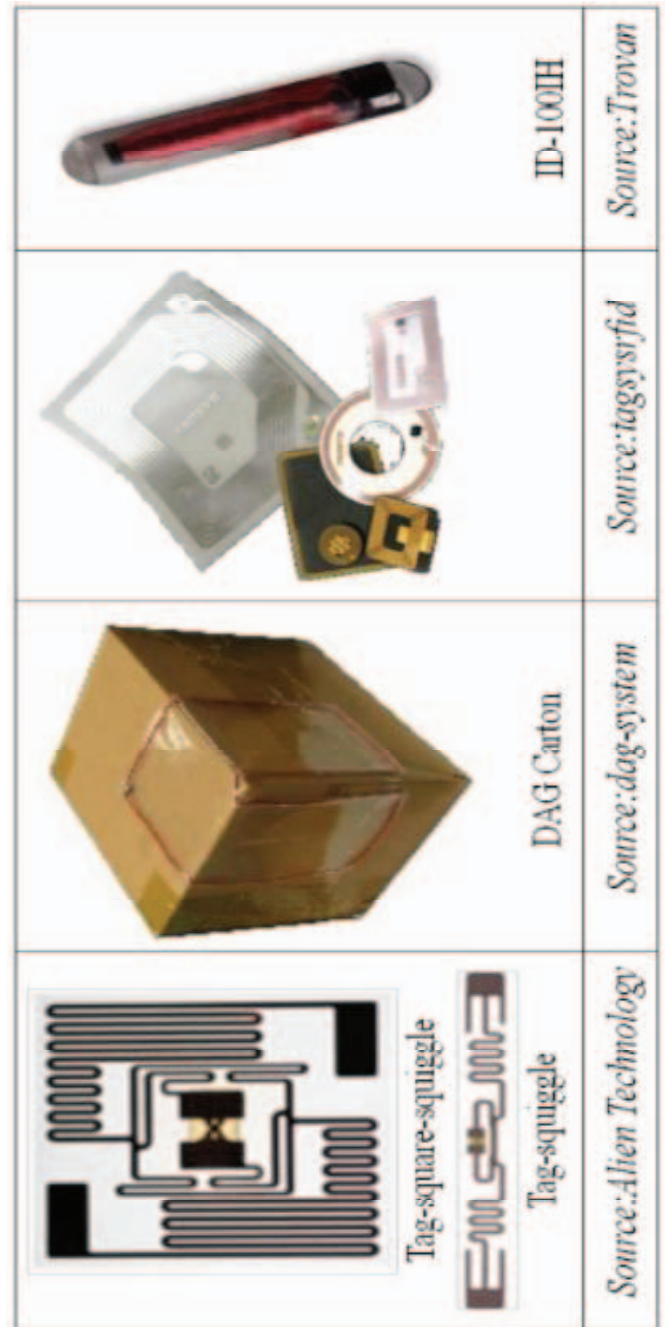 Tag-square-squiggle
Tag-squiggle
DAG Carton
ID-100IH
Source:Alien Technology
Source:dag-system
Source:tagsysrfid
Source:Trovan